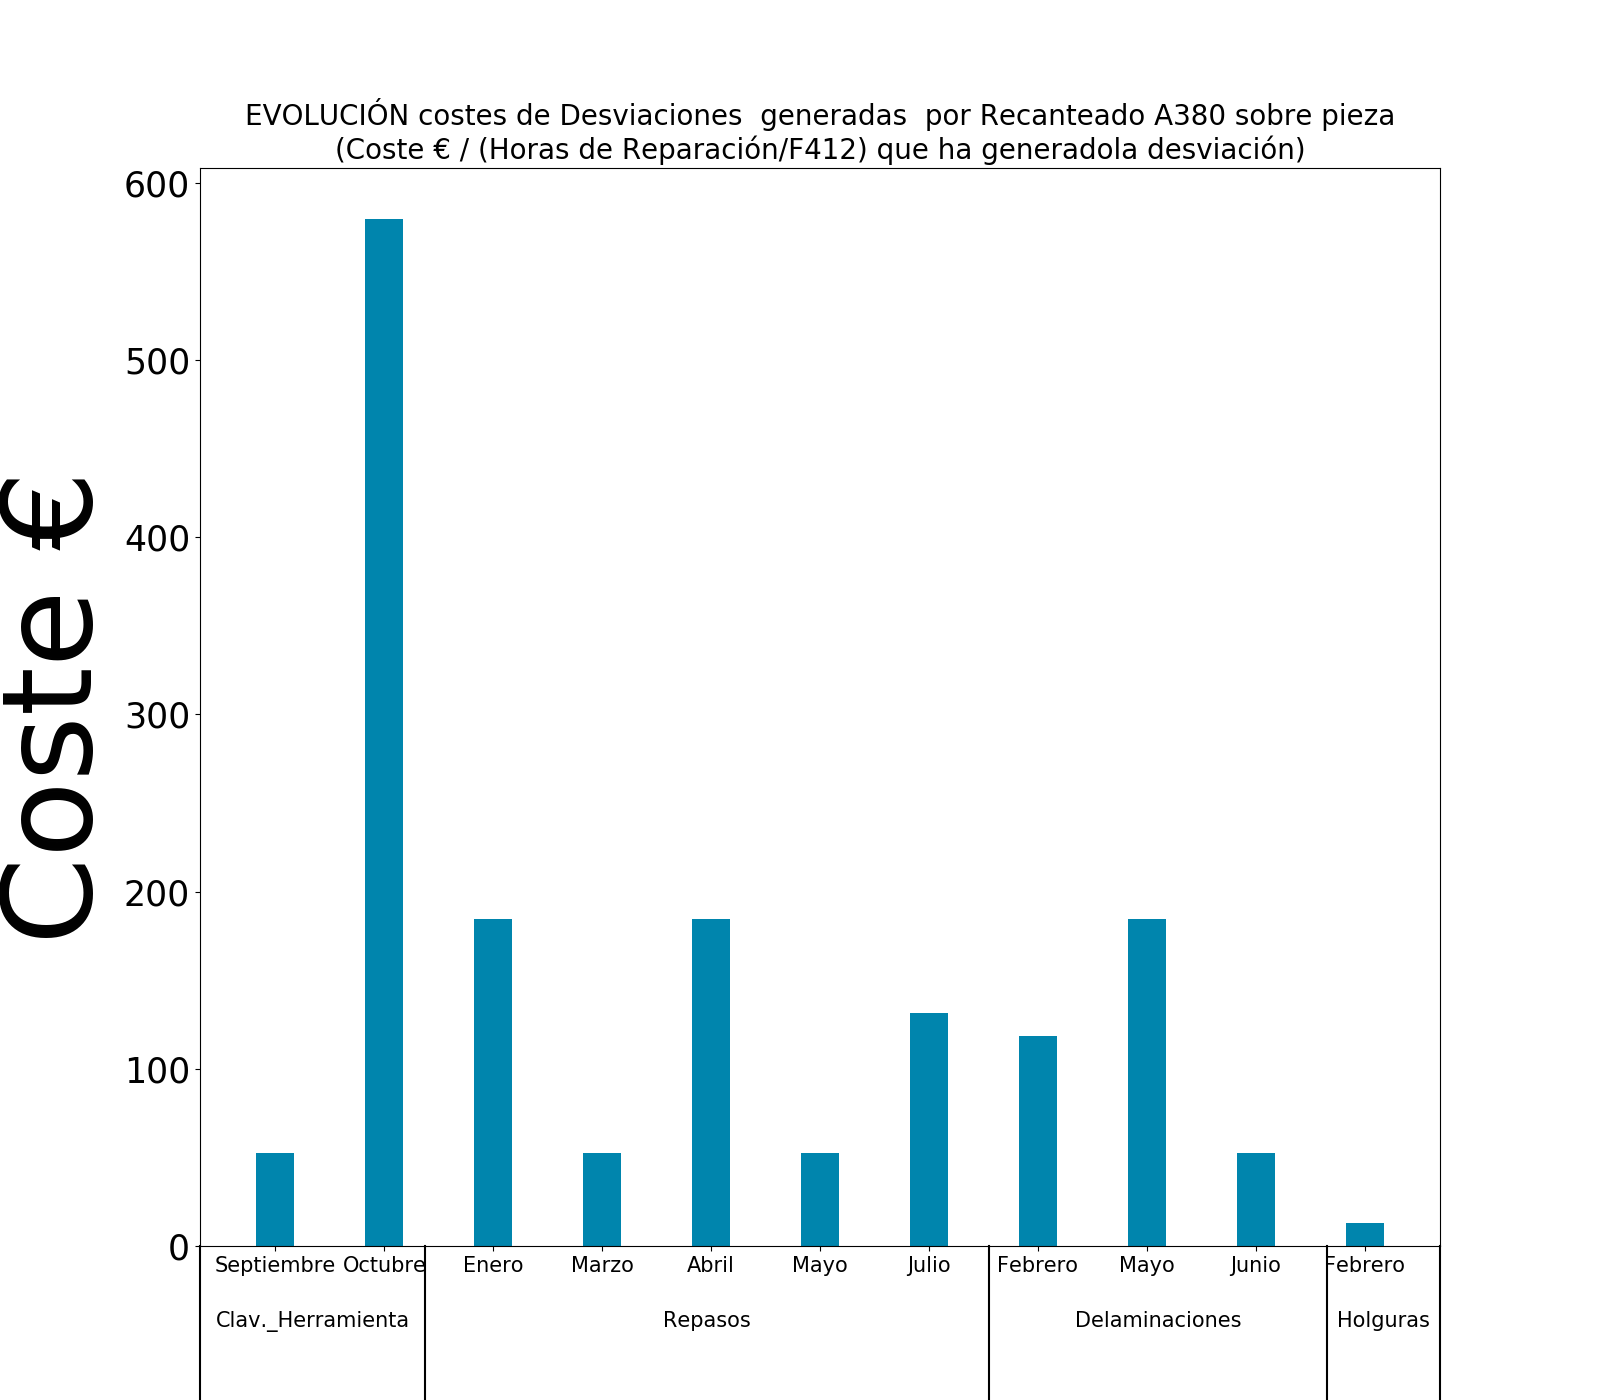 EVOLUCIÓN costes de Desviaciones  generadas  por Recanteado A380 sobre pieza
(Coste € / (Horas de Reparación/F412) que ha generadola desviación)
Coste €
600
500
400
300
200
100
0
Septiembre Octubre Enero Marzo Abril Mayo Julio Febrero Mayo Junio Febrero
Clav._Herramienta Repasos Delaminaciones Holguras